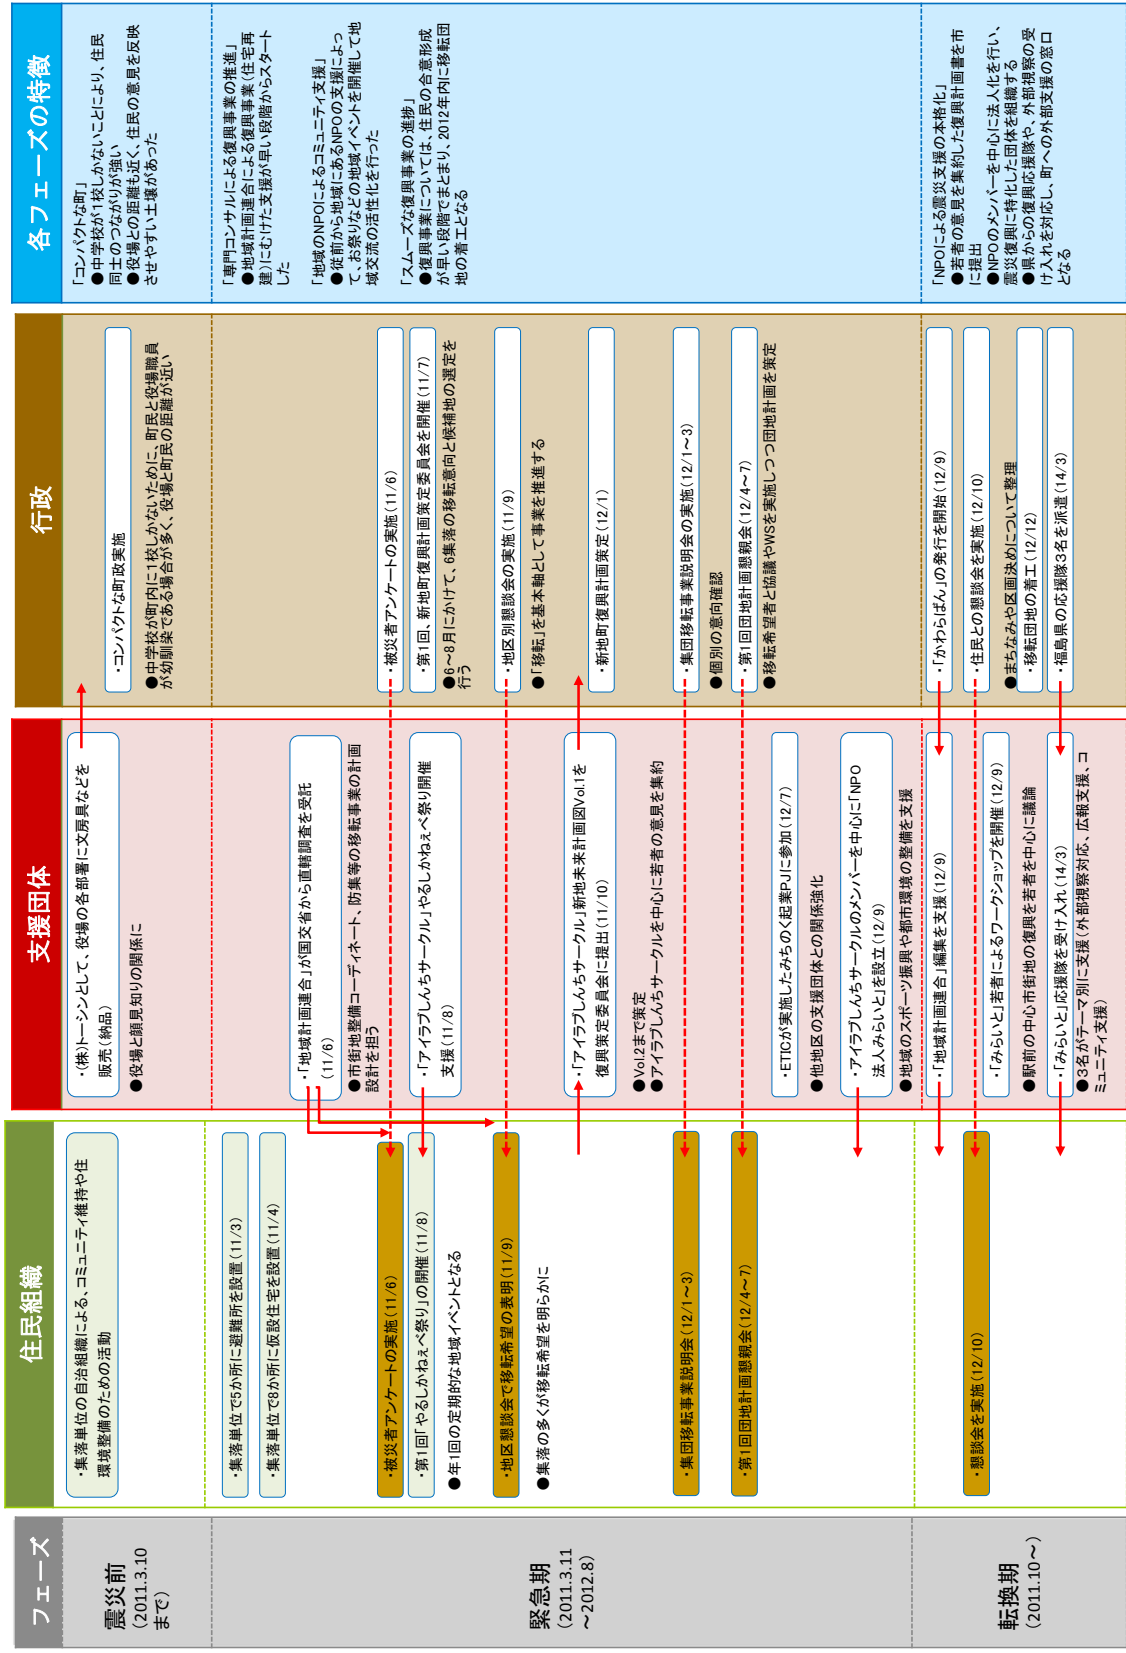 フェーズ
震災前
（2011.3.10
まで）
緊急期
（2011.3.11
～2012.8）
転換期
（2011.10～）
住民組織
・集落単位の自治組織による、コミュニティ維持や住
環境整備のための活動
・集落単位で5か所に避難所を設置（11/3）
・集落単位で8か所に仮設住宅を設置（11/4）
・被災者アンケートの実施（11/6）
・第1回「やるしかねぇべ祭り」の開催（11/8）
●年1回の定期的な地域イベントとなる
・地区懇談会で移転希望の表明（11/9）
●集落の多くが移転希望を明らかに
・集団移転事業説明会（12/1～3）
・第1回団地計画懇親会（12/4～7）
・懇談会を実施（12/10）
支援団体
・（株）トーシンとして、役場の各部署に文房具などを
販売（納品）
●役場と顔見知りの関係に
・「地域計画連合」が国交省から直轄調査を受託
（11/6）
●市街地整備コーディネート、防集等の移転事業の計画
設計を担う
・「アイラブしんちサークル」やるしかねぇべ祭り開催
支援（11/8）
・「アイラブしんちサークル」新地未来計画図Vol.1を
復興策定委員会に提出（11/10）
●Vol.2まで策定
●アイラブしんちサークルを中心に若者の意見を集約
・ETICが実施したみちのく起業PJに参加（12/7）
●他地区の支援団体との関係強化
・アイラブしんちサークルのメンバーを中心に「NPO
法人みらいと」を設立（12/9）
●地域のスポーツ振興や都市環境の整備を支援
・「地域計画連合」編集を支援（12/9）
・「みらいと」若者によるワークショップを開催（12/9）
●駅前の中心市街地の復興を若者を中心に議論
・「みらいと」応援隊を受け入れ（14/3）
●3名がテーマ別に支援（外部視察対応、広報支援、コ
ミュニティ支援）
行政
・コンパクトな町政実施
●中学校が町内に1校しかないために、町民と役場職員
が幼馴染である場合が多く、役場と町民の距離が近い
・被災者アンケートの実施（11/6）
・第1回、新地町復興計画策定委員会を開催（11/7）
●6～8月にかけて、6集落の移転意向と候補地の選定を
行う
・地区別懇談会の実施（11/9）
●「移転」を基本軸として事業を推進する
・新地町復興計画策定（12/1）
・集団移転事業説明会の実施（12/1～3）
●個別の意向確認
・第1回団地計画懇親会（12/4～7）
●移転希望者と協議やWSを実施しつつ団地計画を策定
・「かわらばん」の発行を開始（12/9）
・住民との懇談会を実施（12/10）
●まちなみや区画決めについて整理
・移転団地の着工（12/12）
・福島県の応援隊3名を派遣（14/3）
各フェーズの特徴
「コンパクトな町」
●中学校が1校しかないことにより、住民
同士のつながりが強い
●役場との距離も近く、住民の意見を反映
させやすい土壌があった
「専門コンサルによる復興事業の推進」
●地域計画連合による復興事業（住宅再
建）にむけた支援が早い段階からスタート
した
「地域のNPOによるコミュニティ支援」
●従前から地域にあるNPOの支援によっ
て、お祭りなどの地域イベントを開催して地
域交流の活性化を行った
「スムーズな復興事業の進捗」
●復興事業については、住民の合意形成
が早い段階でまとまり、2012年内に移転団
地の着工となる
「NPOによる震災支援の本格化」
●若者の意見を集約した復興計画書を市
に提出
●NPOのメンバーを中心に法人化を行い、
震災復興に特化した団体を組織する
●県からの復興応援隊や、外部視察の受
け入れを対応し、町への外部支援の窓口
となる